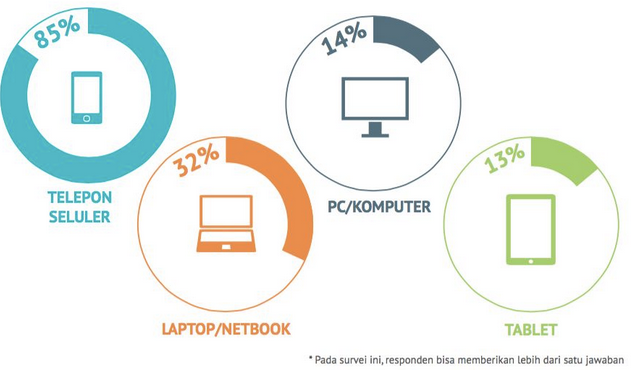 85%
TELEPON
SELULER
32%
LAPTOP/NETBOOK
14%
PC/KOMPUTER
13%
TABLET
* Pada survei ini, responden bisa memberikan lebih dari satu jawaban